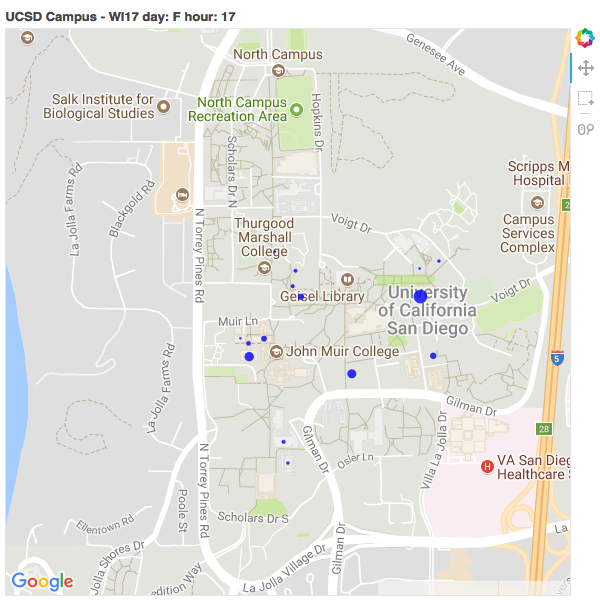 UCSD Campus - WI17 day: F hour: 17
Genesee Ave
North Campus
Salk Institute for
Biological Studies
North Campus
Recreation Area
Hopkins Dr
Scholars Dr N
Scripps M
Hospital
La Jolla Farms Rd
Blackgold Rd
N Torrey Pines Rd
Voigt Dr
Campus
Services
Complex
2
Thurgood
Marshall
College
Geisel Library
University
of California
San Diego
Voigt Dr
Muir Ln
John Muir College
La Jolla Farms Rd
5
Gilman Dr
28
Gilman Dr
Villa La Jolla Dr
Osler Ln
H
VA San Dieg
Healthcare S
N Torrey Pines Rd
Poole St
Ellentown Rd
Scholars Dr S
La
La Jolla Shores Dr
Gilman Dr
La Jolla Village Dr
edition Way
Google